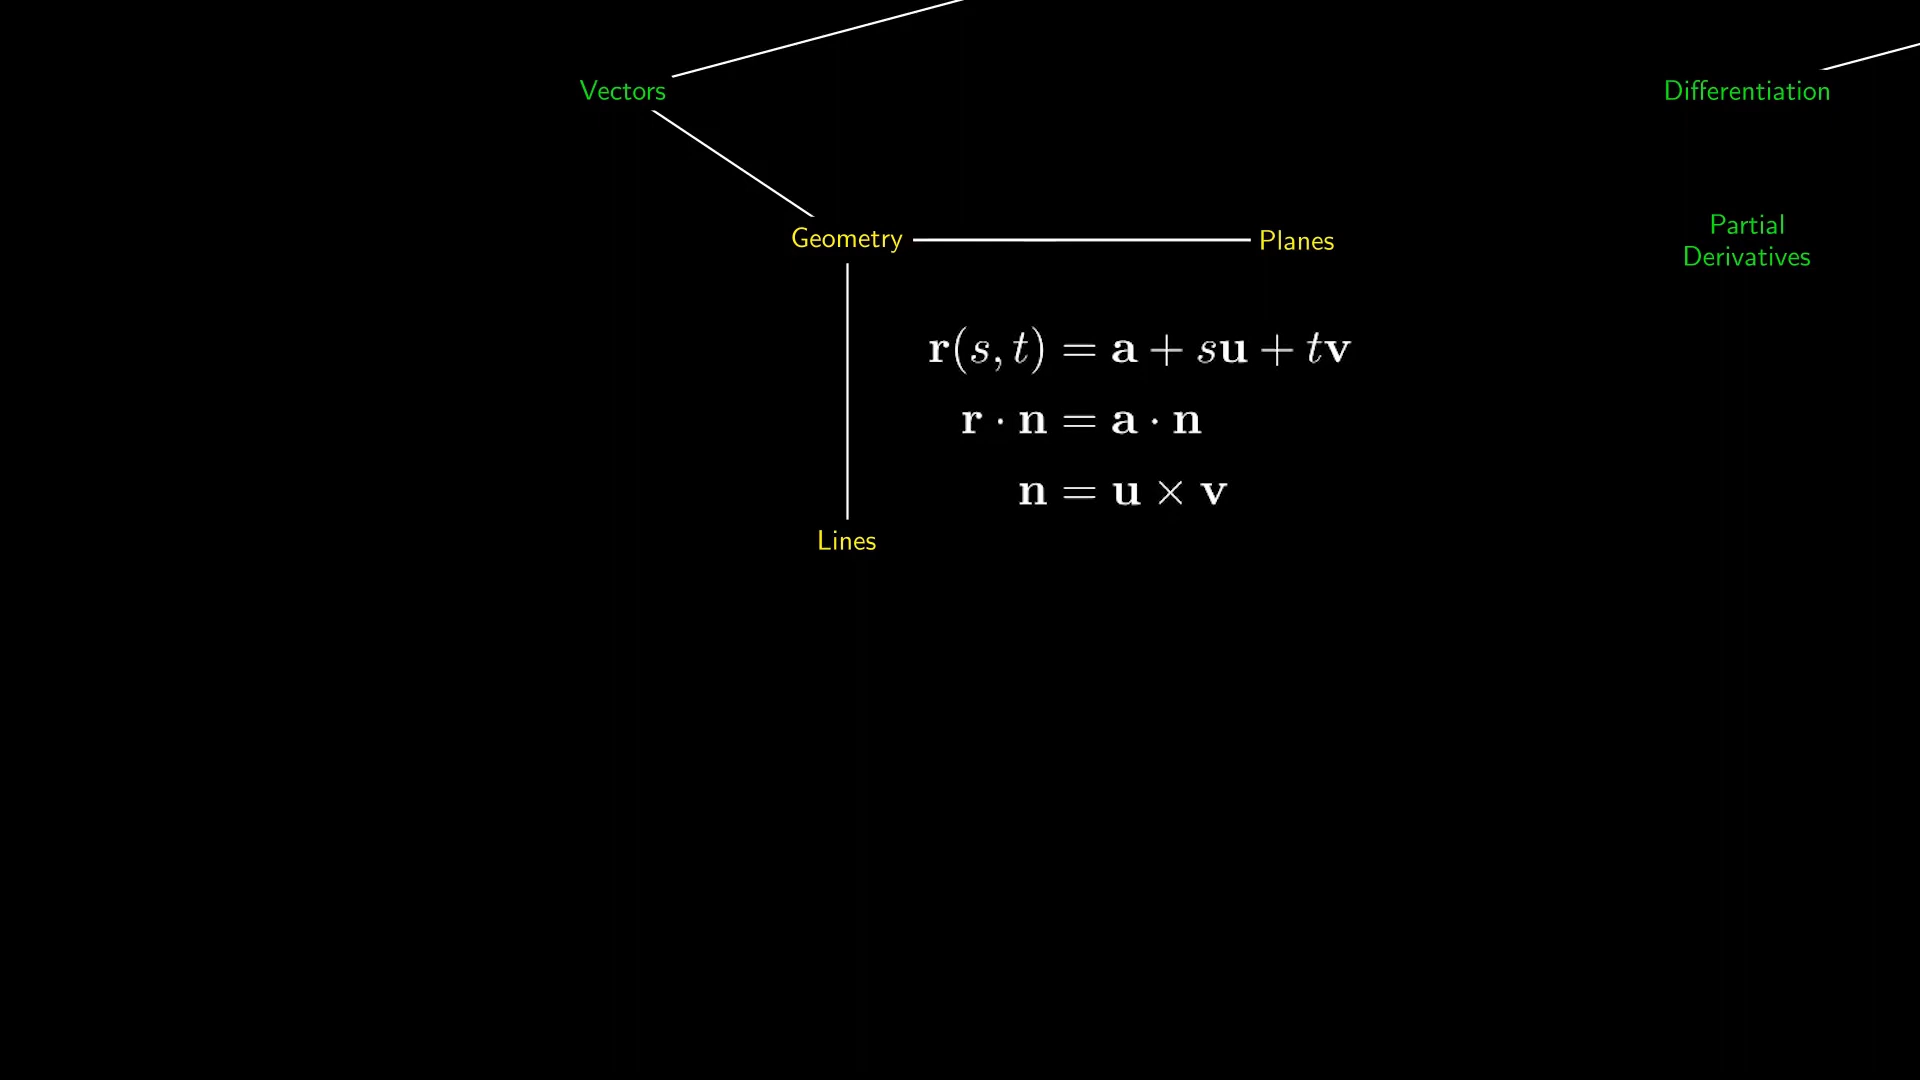 Vectors
Differentiation
Geometry
Planes
Partial
Derivatives
r(s, t) = a + su + tv
r · n = a · n
n = u × v
Lines